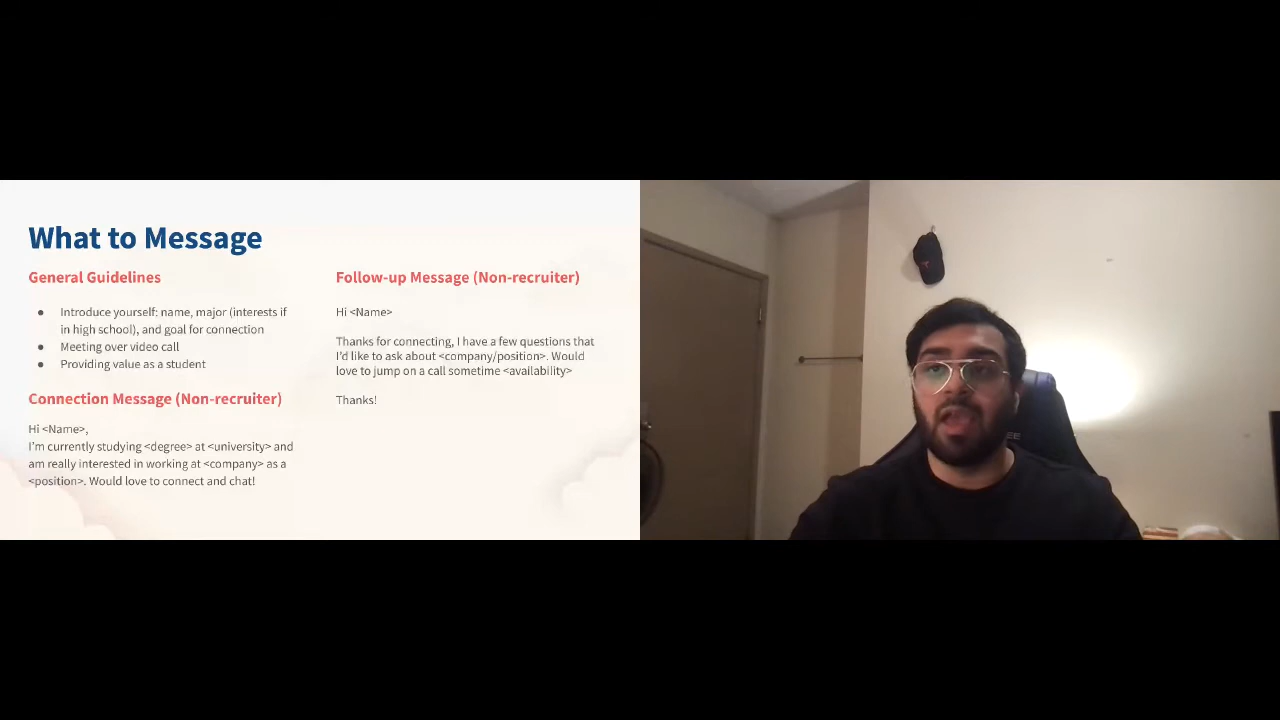 What to Message
General Guidelines
● Introduce yourself: name, major (interests if
in high school), and goal for connection
● Meeting over video call
● Providing value as a student
Connection Message (Non-recruiter)
Hi <Name>,
I'm currently studying <degree> at <university> and
am really interested in working at <company> as a
<position>. Would love to connect and chat!
Follow-up Message (Non-recruiter)
Hi <Name>
Thanks for connecting, I have a few questions that
I'd like to ask about <company/position>. Would
love to jump on a call sometime <availability>
Thanks!